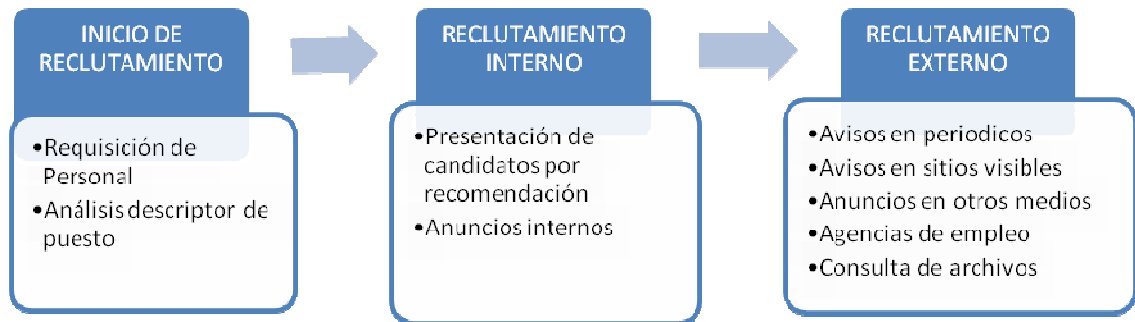 INICIO DE
RECLUTAMIENTO
•Requisición de
Personal
•Análisis descriptor de
puesto
RECLUTAMIENTO
INTERNO
•Presentación de
candidatos por
recomendación
•Anuncios internos
RECLUTAMIENTO
EXTERNO
•Avisos en periodicos
•Avisos en sitios visibles
•Anuncios en otros medios
•Agencias de empleo
•Consulta de archivos